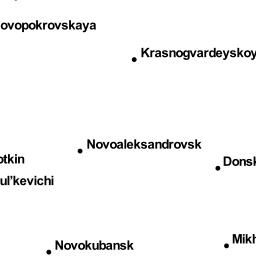 ovopokrovskaya
Krasnogvardeyskoy
Novoaleksandrovsk
otkin
Donsk
ul'kevichi
Mikh
Novokubansk